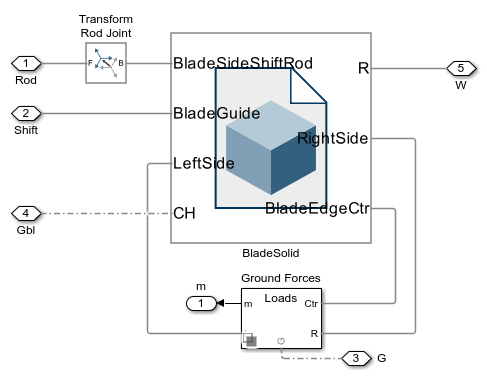 Transform
Rod Joint
F B
1
Rod
2
Shift
4
Gbl
BladeSideShiftRod
BladeGuide
LeftSide
CH
R
RightSide
BladeEdgeCtr
BladeSolid
5
W
Ground Forces
Loads
m
Ctr
R
G
m
1
3
G